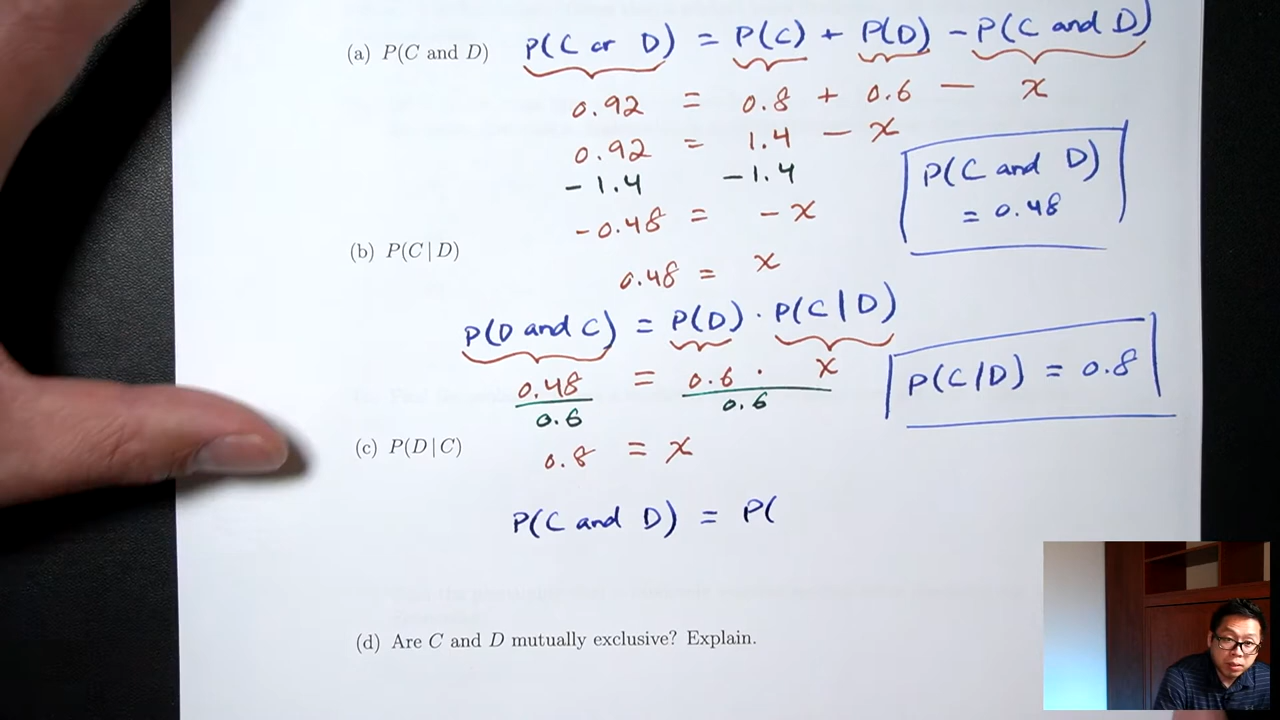 (a) P(C and D) P(C or D) = P(C) + P(D) - P(C and D)
0.92 = 0.8 + 0.6 - x
0.92 = 1.4 - x
-1.4 -1.4
P(C and D)
= 0.48
-0.48 = -x
(b) P(C|D)
0.48 = x
P(D and C) = P(D) · P(C|D)
0.48 = 0.6 · x
0.6 0.6
P(C|D) = 0.8
(c) P(D|C)
0.8 = x
P(C and D) = P(
(d) Are C and D mutually exclusive? Explain.